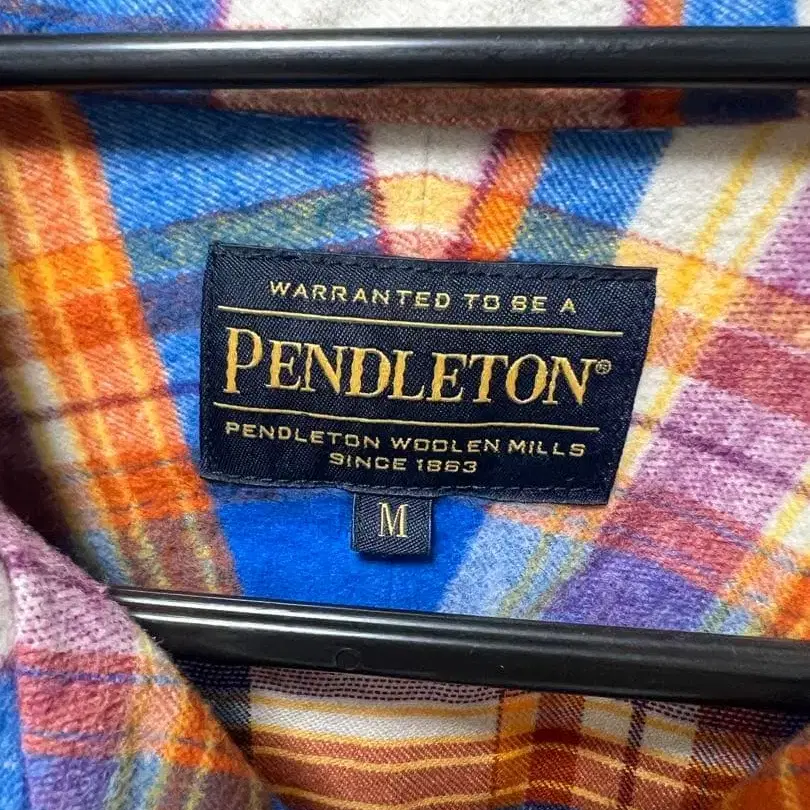 WARRANTED TO BE A
PENDLETON®
PENDLETON WOOLEN MILLS
SINCE 1863
M